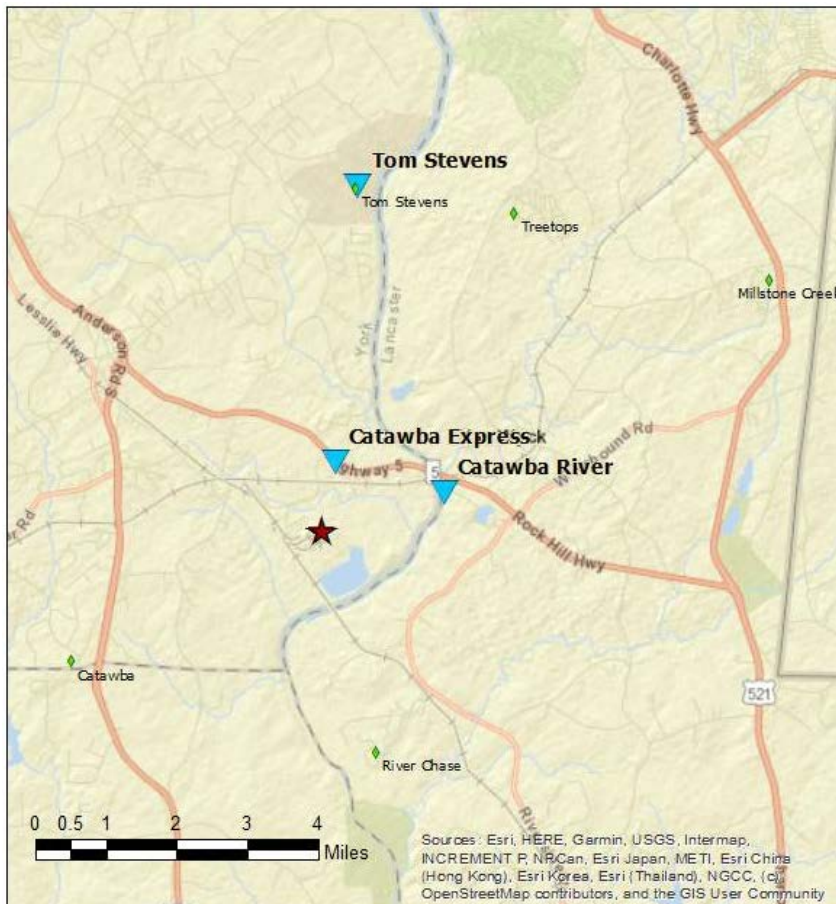 Charlotte Hwy
Tom Stevens
Tom Stevens
Treetops
Millstone Creek
Lesslie Hwy
Anderson Rd S
York
Lancaster
Catawba Express
Highway 5
5
Catawba River
Rock Hill Hwy
Rd
Catawba
521
River Chase
0 0.5 1 2 3 4
Miles
Sources: Esri, HERE, Garmin, USGS, Intermap,
INCREMENT P, NRCan, Esri Japan, METI, Esri China
(Hong Kong), Esri Korea, Esri (Thailand), NGCC, (c)
OpenStreetMap contributors, and the GIS User Community